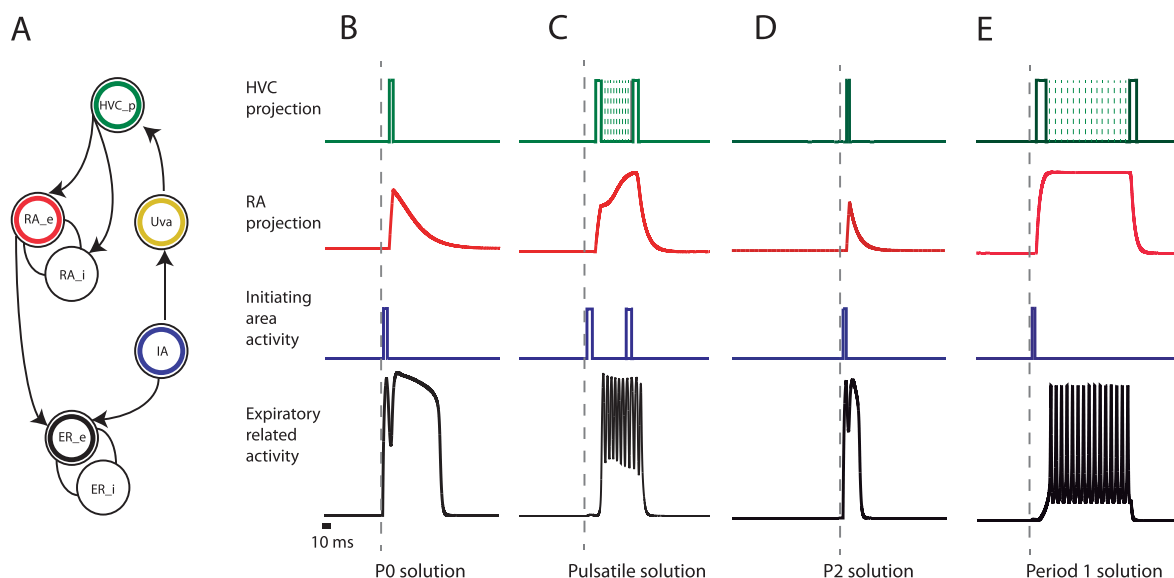 A
B
C
D
E
HVC_p
RA_e
RA_i
Uva
IA
ER_e
ER_i
HVC
projection
RA
projection
Initiating
area
activity
Expiratory
related
activity
10 ms
P0 solution
Pulsatile solution
P2 solution
Period 1 solution